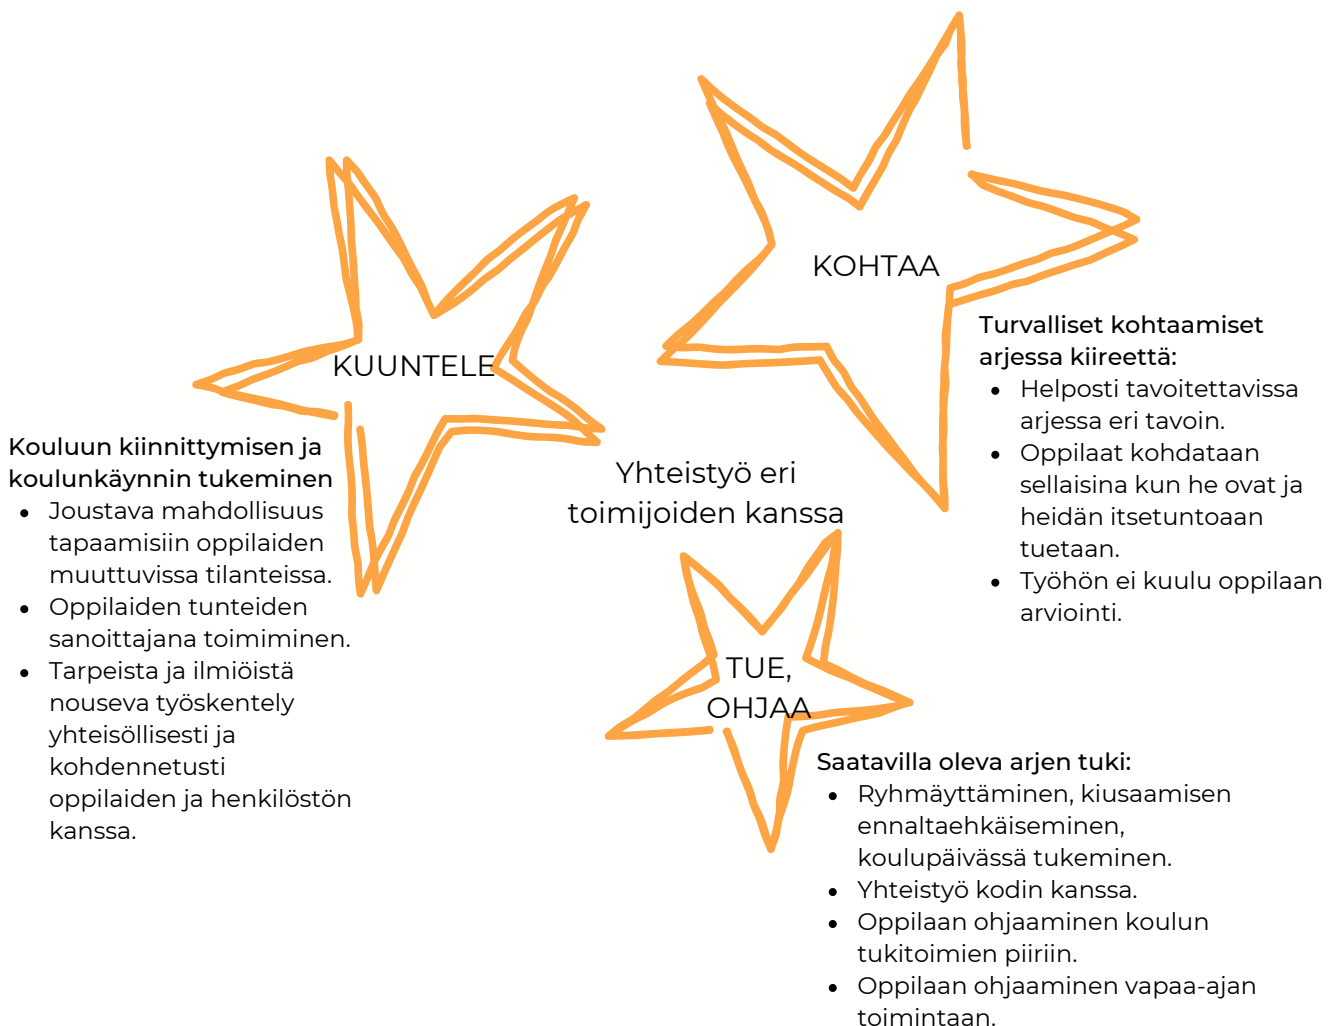 KOHTAA
Turvalliset kohtaamiset
arjessa kiireettä:
• Helposti tavoitettavissa
arjessa eri tavoin.
• Oppilaat kohdataan
sellaisina kun he ovat ja
heidän itsetuntoaan
tuetaan.
• Työhön ei kuulu oppilaan
arviointi.
KUUNTELE
Kouluun kiinnittymisen ja
koulunkäynnin tukeminen
• Joustava mahdollisuus
tapaamisiin oppilaiden
muuttuvissa tilanteissa.
• Oppilaiden tunteiden
sanoittajana toimiminen.
• Tarpeista ja ilmiöistä
nouseva työskentely
yhteisöllisesti ja
kohdennetusti
oppilaiden ja henkilöstön
kanssa.
Yhteistyö eri
toimijoiden kanssa
TUE,
OHJAA
Saatavilla oleva arjen tuki:
• Ryhmäyttäminen, kiusaamisen
ennaltaehkäiseminen,
koulupäivässä tukeminen.
• Yhteistyö kodin kanssa.
• Oppilaan ohjaaminen koulun
tukitoimien piiriin.
• Oppilaan ohjaaminen vapaa-ajan
toimintaan.